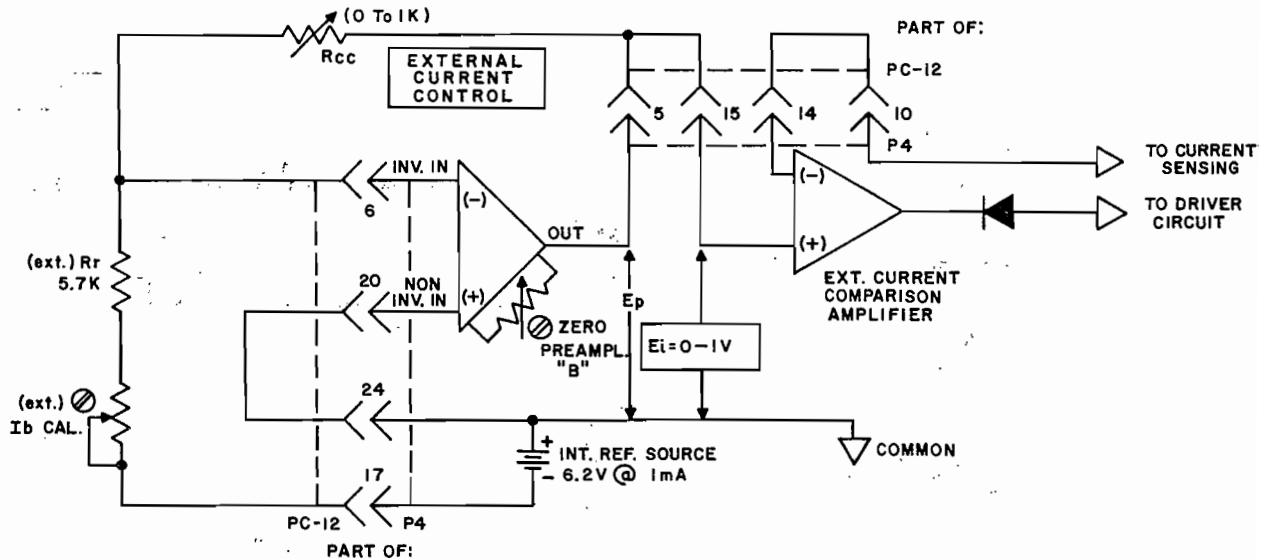 (0 To 1K)
Rcc
EXTERNAL
CURRENT
CONTROL
PART OF:
PC-12
5
15
14
10
P4
TO CURRENT
SENSING
TO DRIVER
CIRCUIT
INV. IN
6
(-)
OUT
(-)
(+)
EXT. CURRENT
COMPARISON
AMPLIFIER
(ext.) Rr
5.7K
20
NON
INV. IN
(+)
ZERO
PREAMPL.
"B"
Ep
Ei=0-1V
(ext.)
Ib CAL.
24
+
INT. REF. SOURCE
- 6.2V @ 1mA
COMMON
17
PC-12
P4
PART OF: